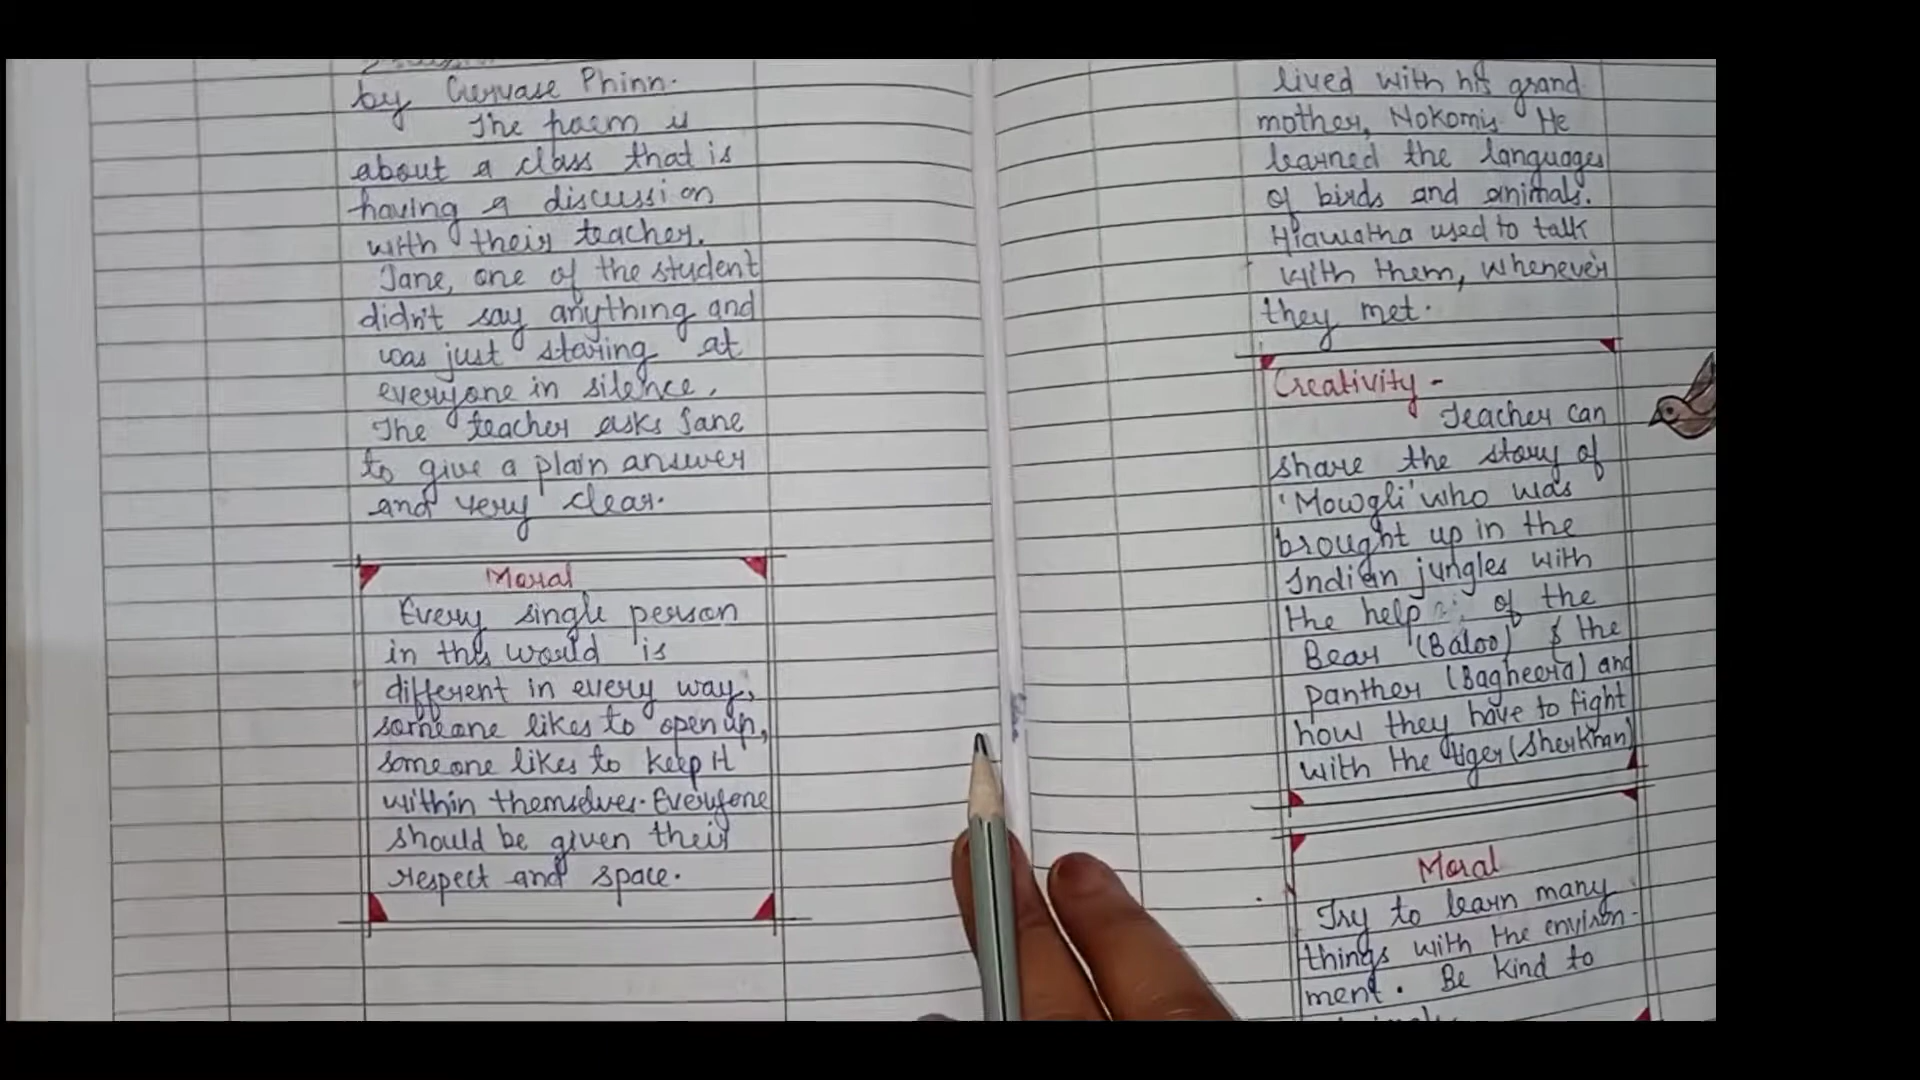 by Gervase Phinn.
The poem is
about a class that is
having a discussion
with their teacher.
Jane, one of the student
didn't say anything and
was just staring at
everyone in silence.
The teacher asks Jane
to give a plain answer
and very clear.
Moral
Every single person
in this world is
different in every way,
someone likes to open up,
someone likes to keep it
within themselves. Everyone
should be given their
respect and space.
lived with his grand
mother, Nokomis. He
learned the languages
of birds and animals.
Hiawatha used to talk
with them, whenever
they met.
Creativity -
Teacher can
share the story of
'Mowgli' who was
brought up in the
Indian jungles with
the help of the
Bear (Baloo) & the
panther (Bagheera) and
how they have to fight
with the tiger (Sherkhan)
Moral
Try to learn many
things with the environ-
ment. Be kind to